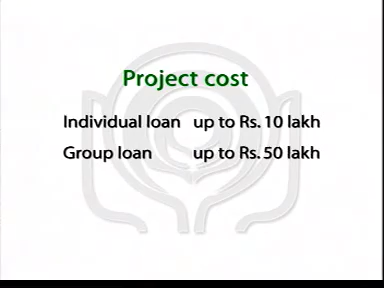 Project cost
Individual loan up to Rs. 10 lakh
Group loan up to Rs. 50 lakh